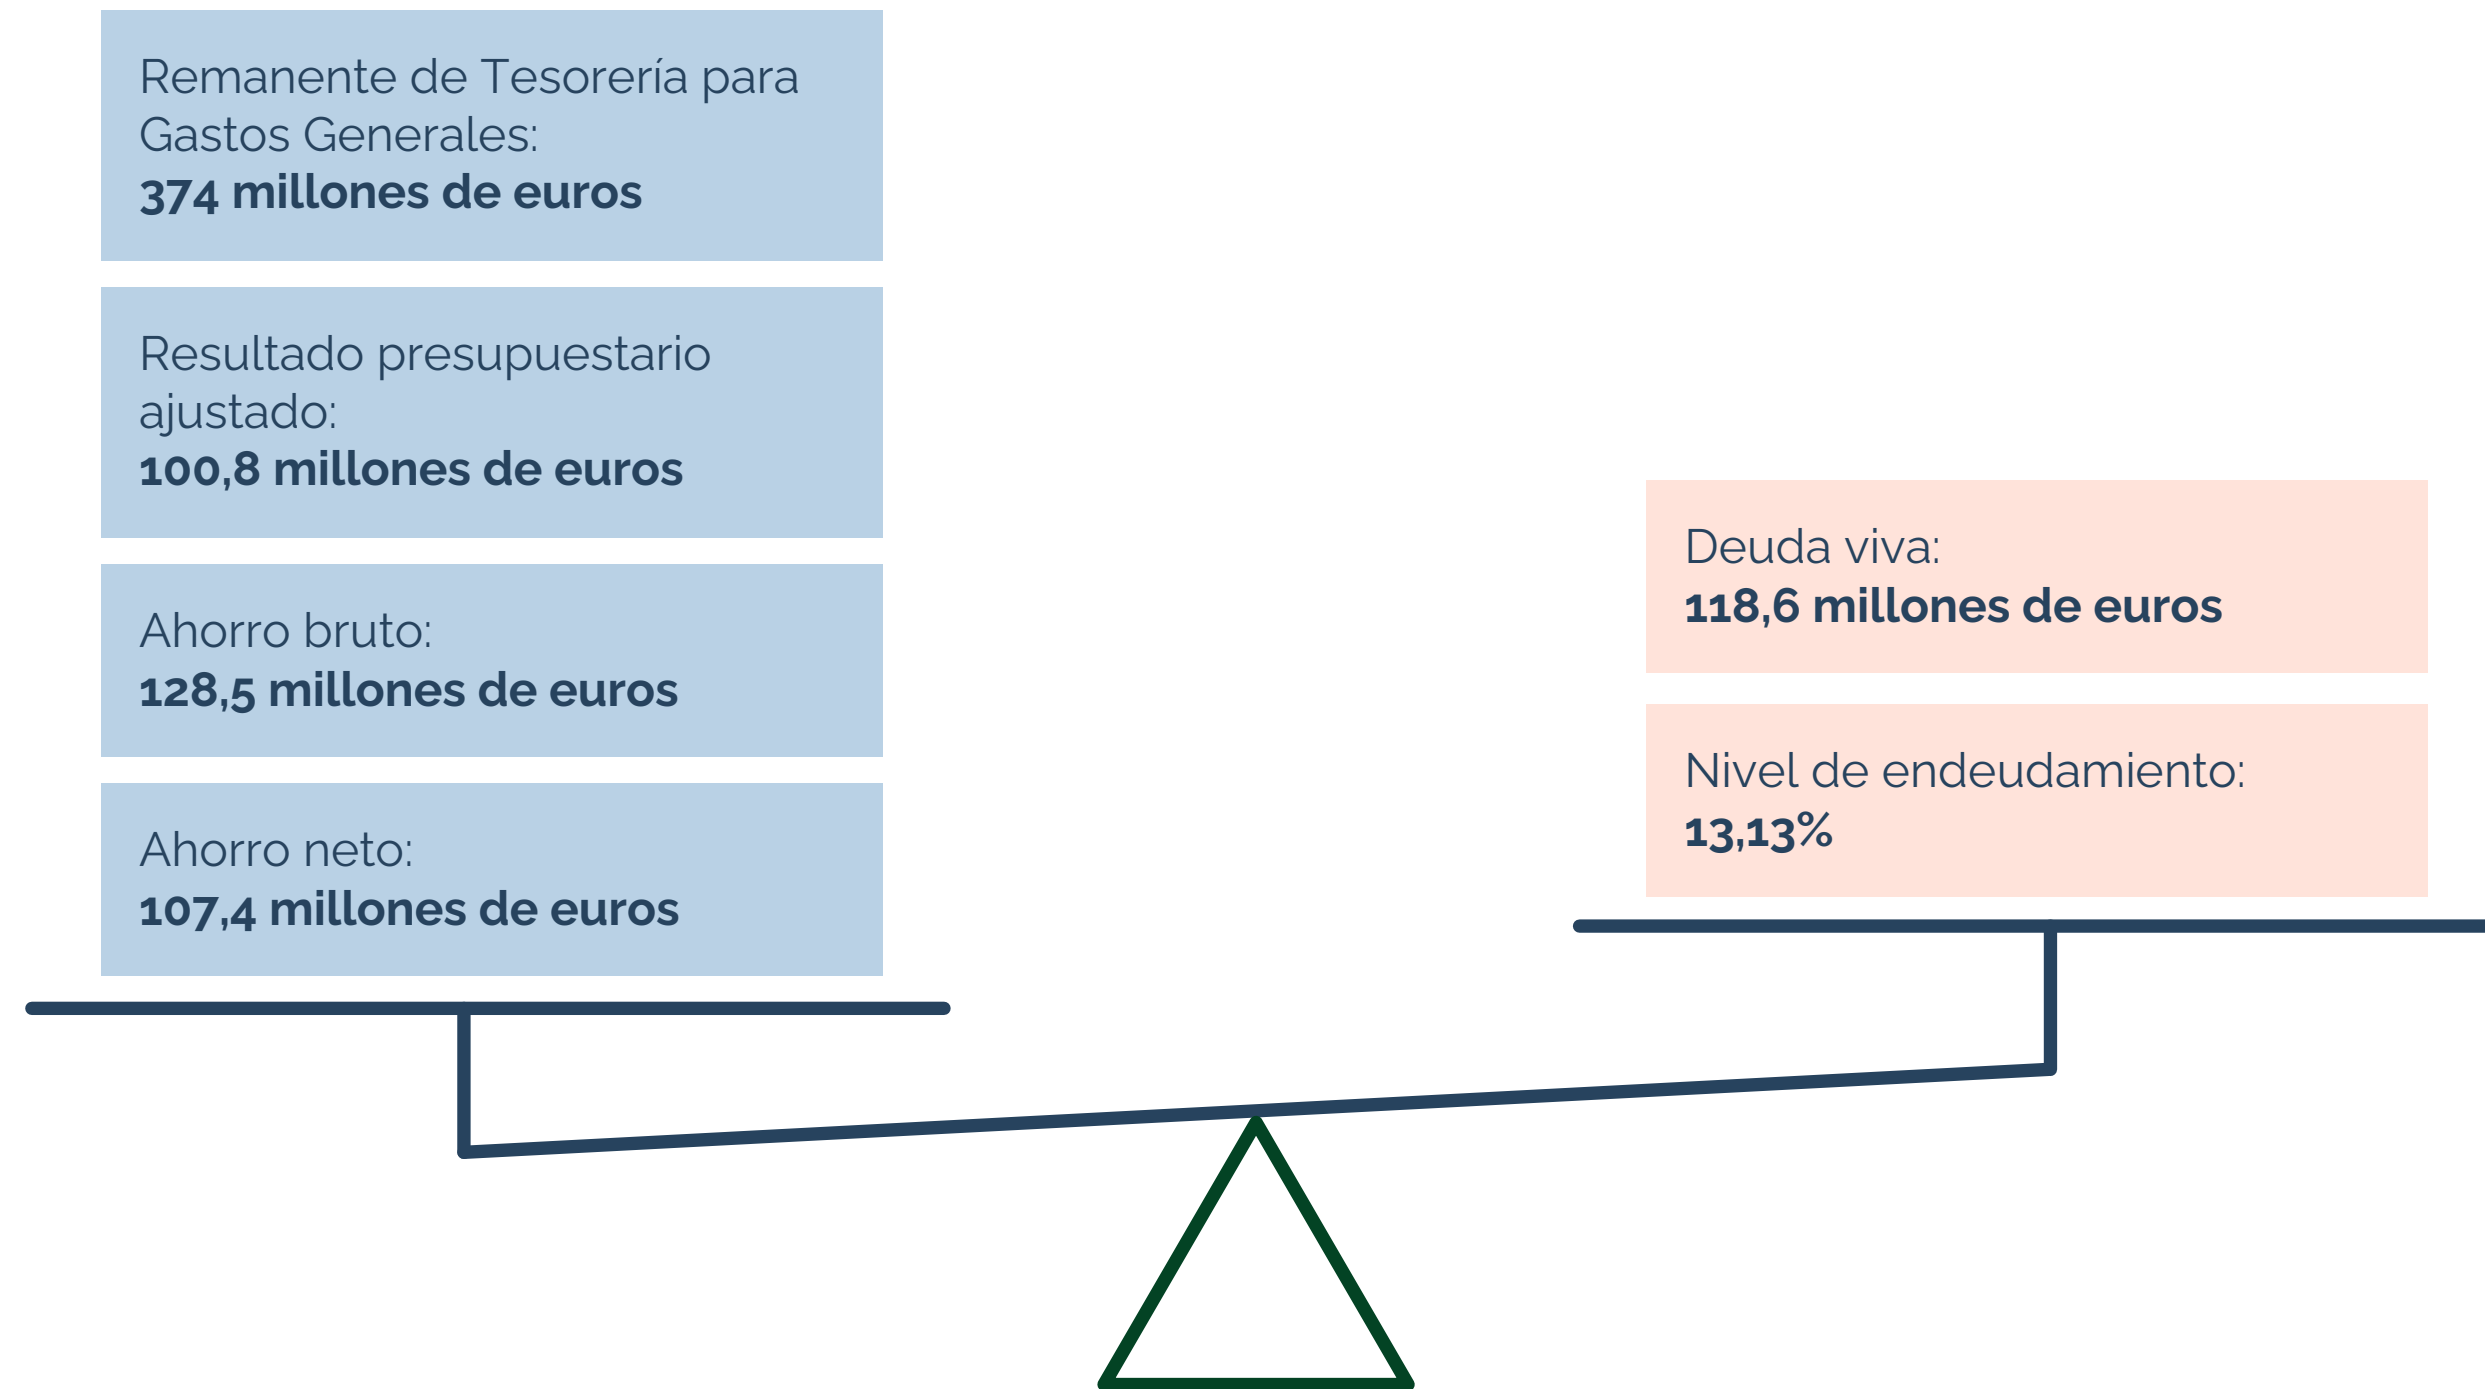 Remanente de Tesorería para
Gastos Generales:
374 millones de euros
Resultado presupuestario
ajustado:
100,8 millones de euros
Ahorro bruto:
128,5 millones de euros
Ahorro neto:
107,4 millones de euros
Deuda viva:
118,6 millones de euros
Nivel de endeudamiento:
13,13%